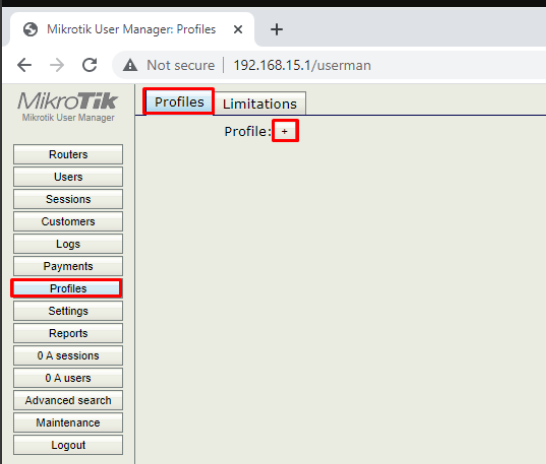 Mikrotik User Manager: Profiles
Not secure | 192.168.15.1/userman
MikroTik
Mikrotik User Manager
Profiles
Limitations
Profile: +
Routers
Users
Sessions
Customers
Logs
Payments
Profiles
Settings
Reports
0 A sessions
0 A users
Advanced search
Maintenance
Logout